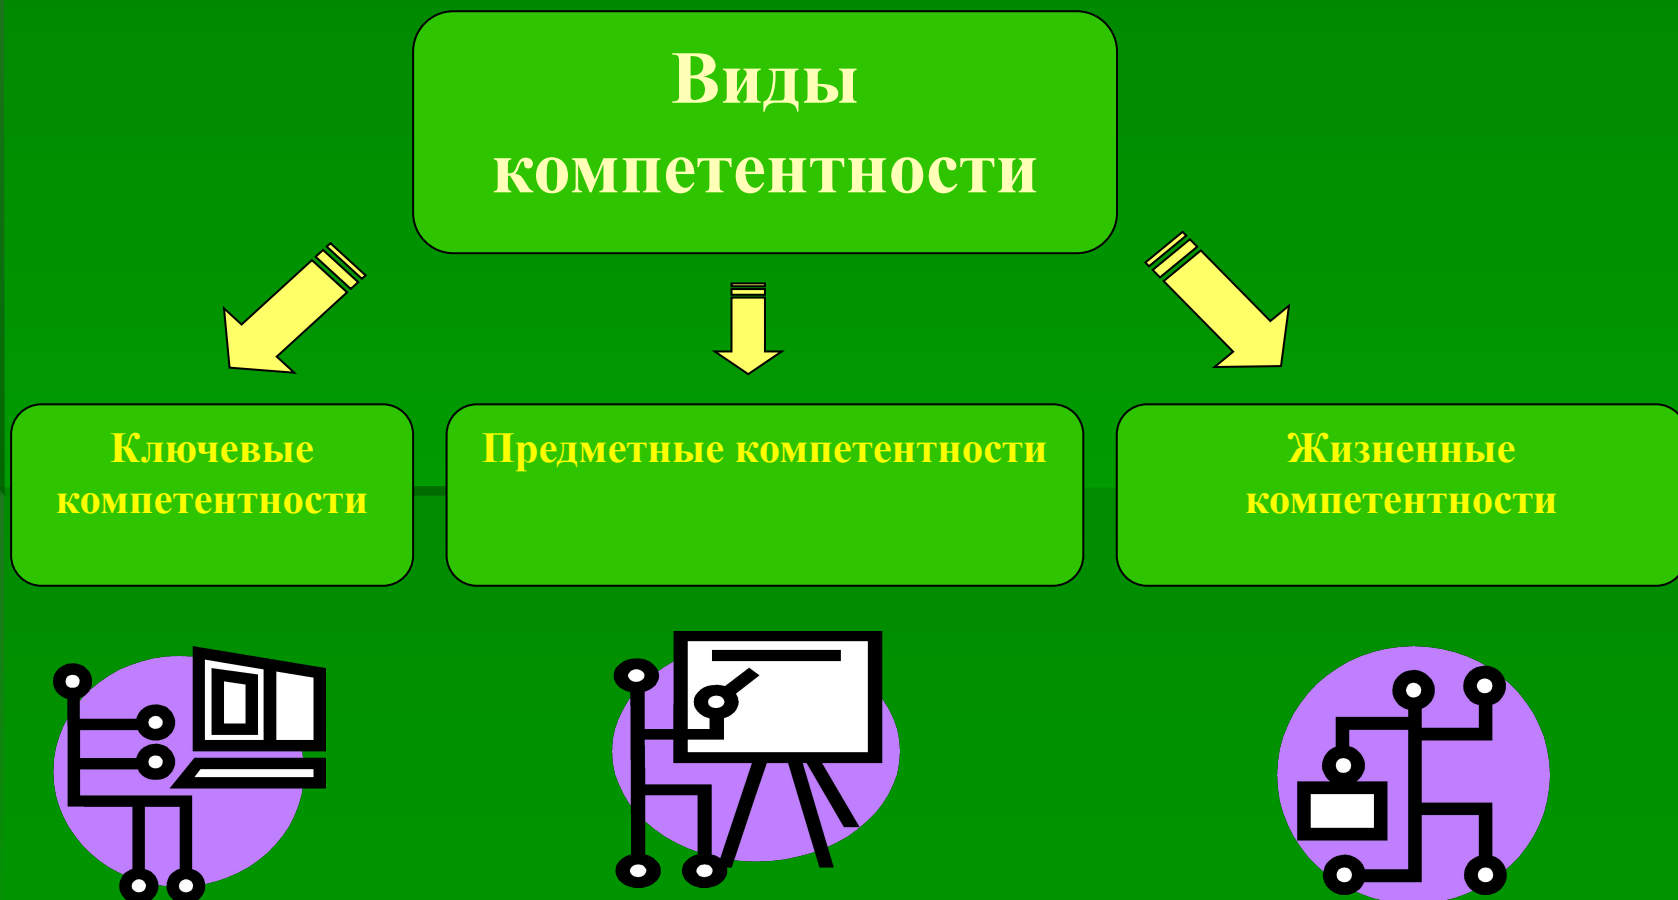 Виды
компетентности
Ключевые
компетентности
Предметные компетентности
Жизненные
компетентности